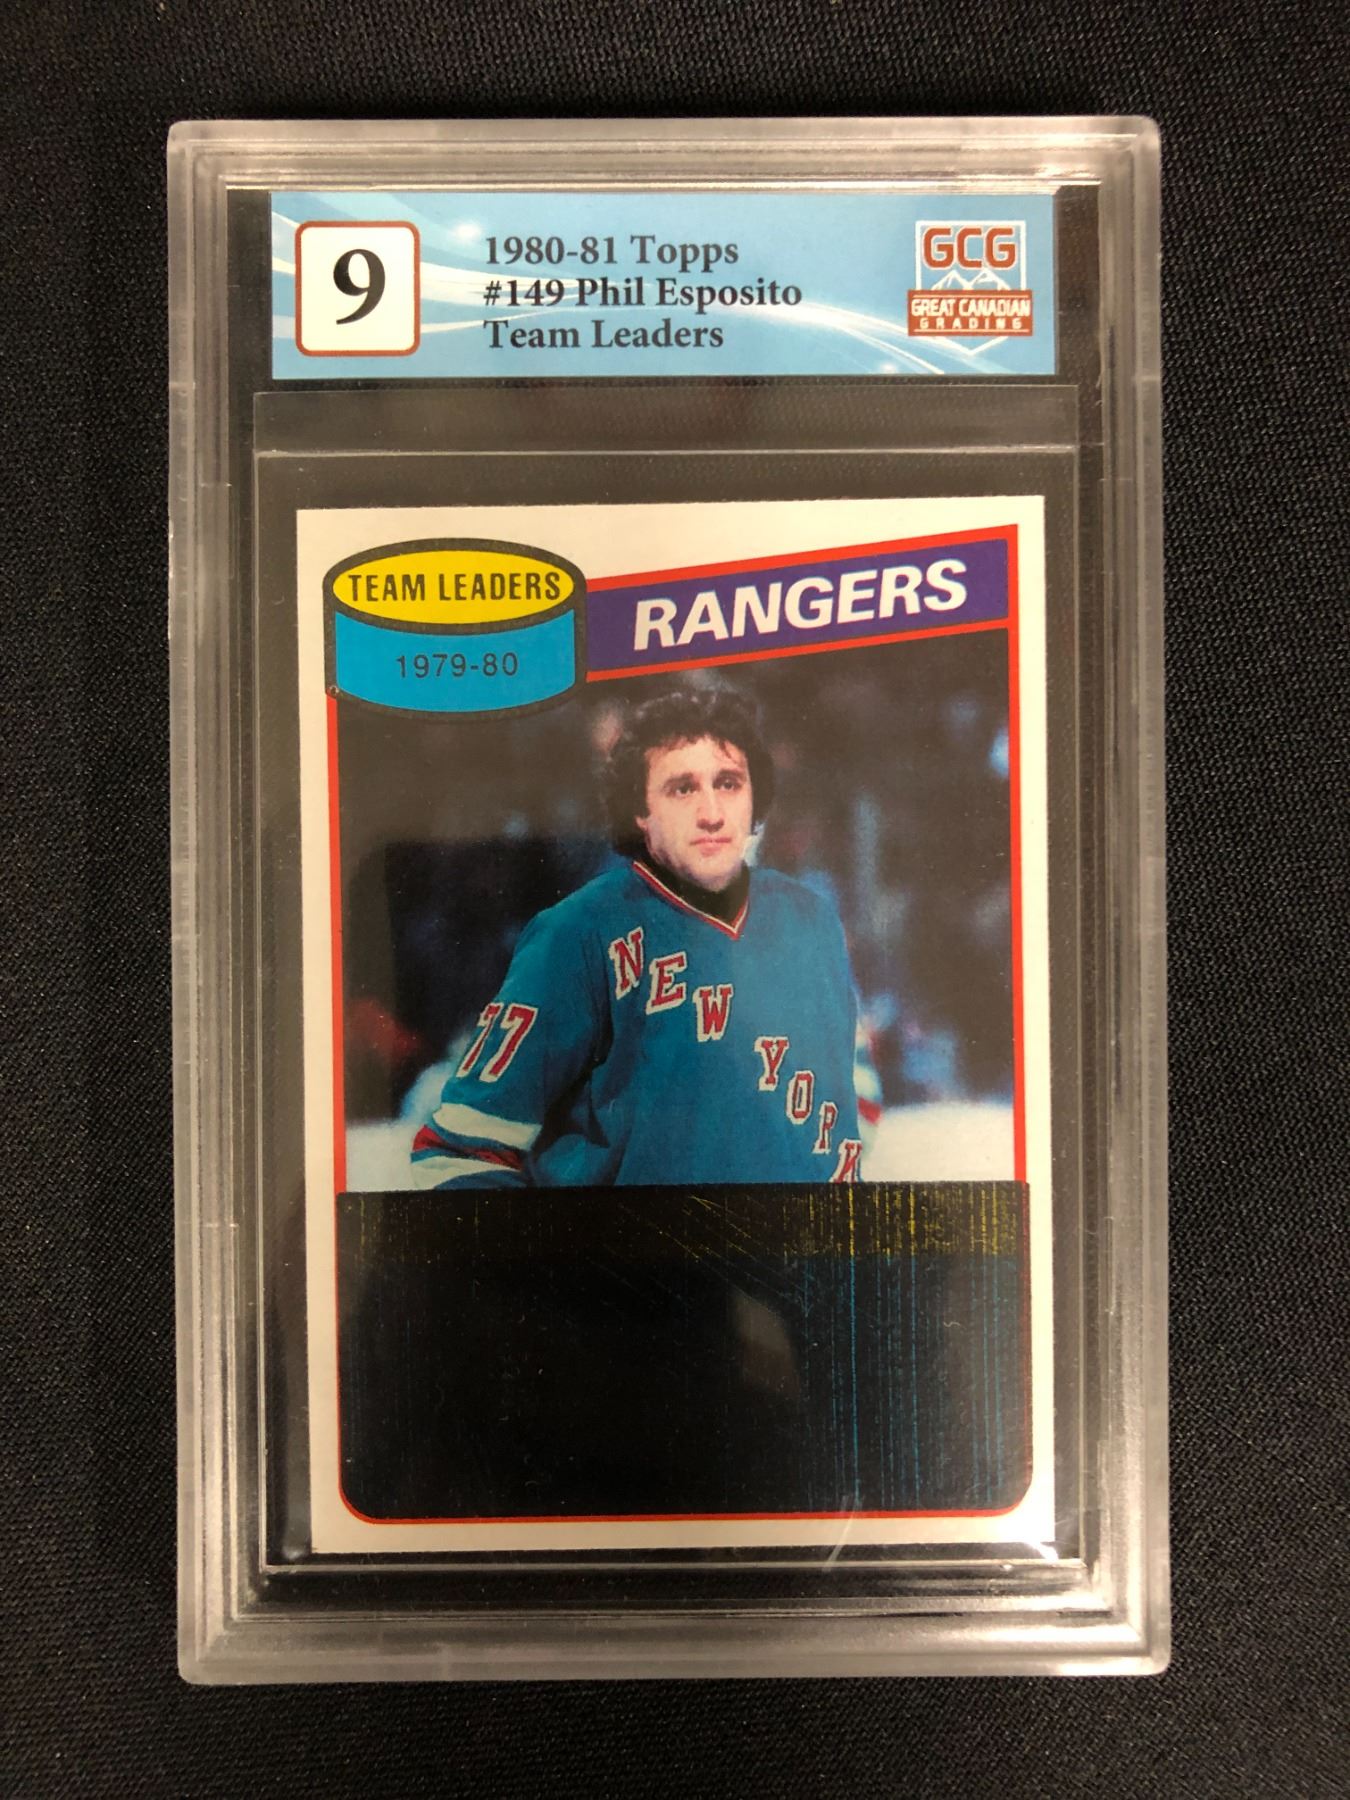 9
1980-81 Topps
#149 Phil Esposito
Team Leaders
GCG
GREAT CANADIAN
GRADING
TEAM LEADERS
1979-80
RANGERS
77
NEW YORK